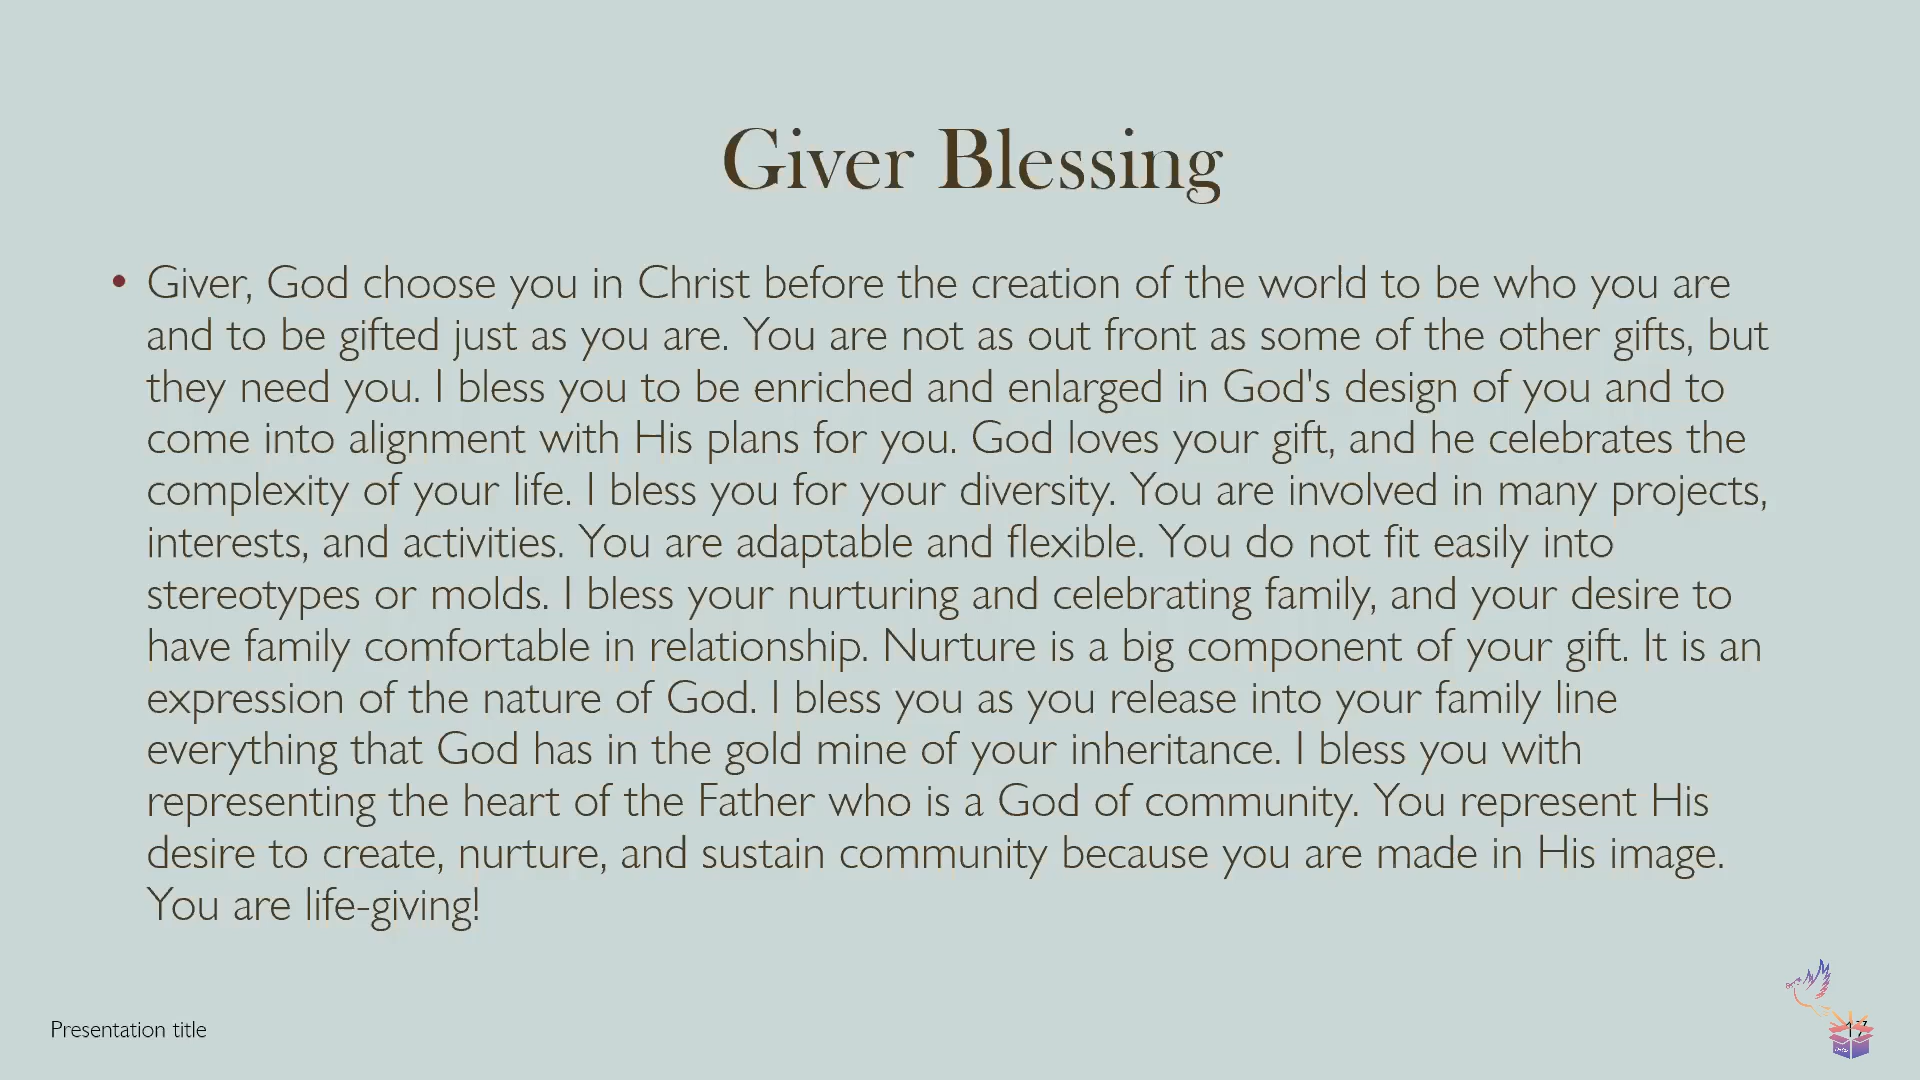 Giver Blessing
• Giver, God choose you in Christ before the creation of the world to be who you are
and to be gifted just as you are. You are not as out front as some of the other gifts, but
they need you. I bless you to be enriched and enlarged in God's design of you and to
come into alignment with His plans for you. God loves your gift, and he celebrates the
complexity of your life. I bless you for your diversity. You are involved in many projects,
interests, and activities. You are adaptable and flexible. You do not fit easily into
stereotypes or molds. I bless your nurturing and celebrating family, and your desire to
have family comfortable in relationship. Nurture is a big component of your gift. It is an
expression of the nature of God. I bless you as you release into your family line
everything that God has in the gold mine of your inheritance. I bless you with
representing the heart of the Father who is a God of community. You represent His
desire to create, nurture, and sustain community because you are made in His image.
You are life-giving!
Presentation title
17